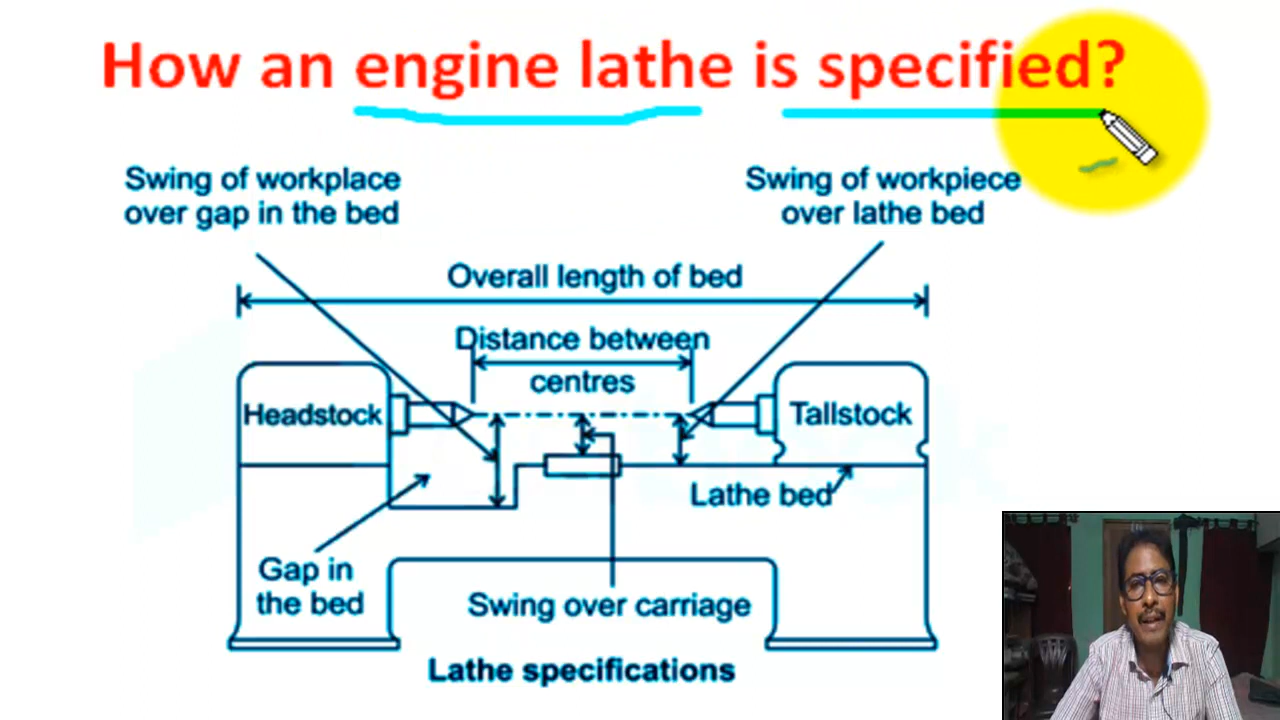 How an engine lathe is specified?
Swing of workplace
over gap in the bed
Swing of workpiece
over lathe bed
Overall length of bed
Distance between
centres
Headstock
Tallstock
Lathe bed
Gap in
the bed
Swing over carriage
Lathe specifications